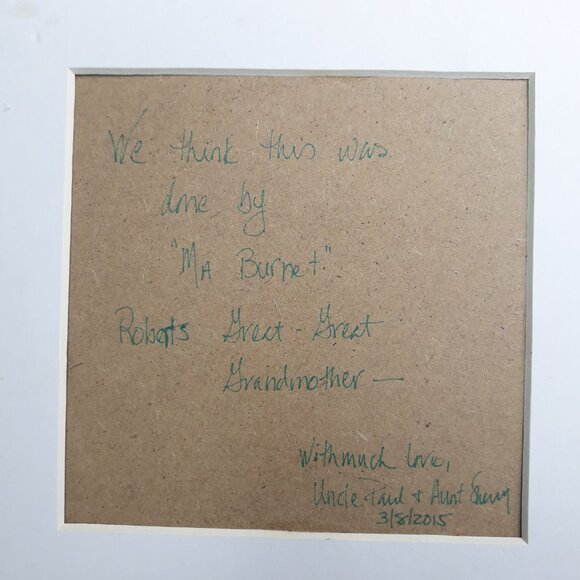 We think this was
done by
"Ma Burnet"
Roberts Great-Great
Grandmother —
With much love,
Uncle Paul + Aunt Sherry
3/8/2015